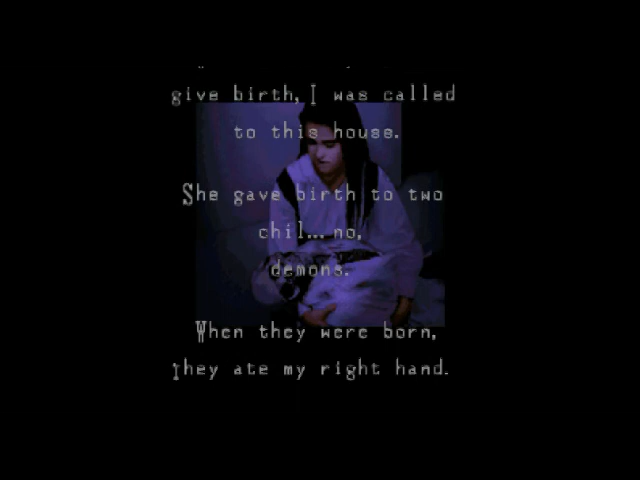 give birth, I was called
to this house.
She gave birth to two
chil... no,
demons.
When they were born,
They ate my right hand.